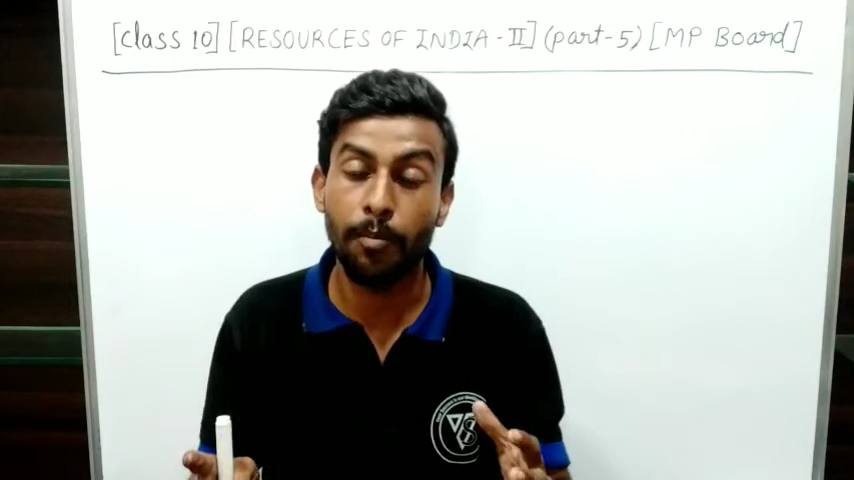 [Class 10] [RESOURCES OF INDIA - II] (part-5) [MP Board]